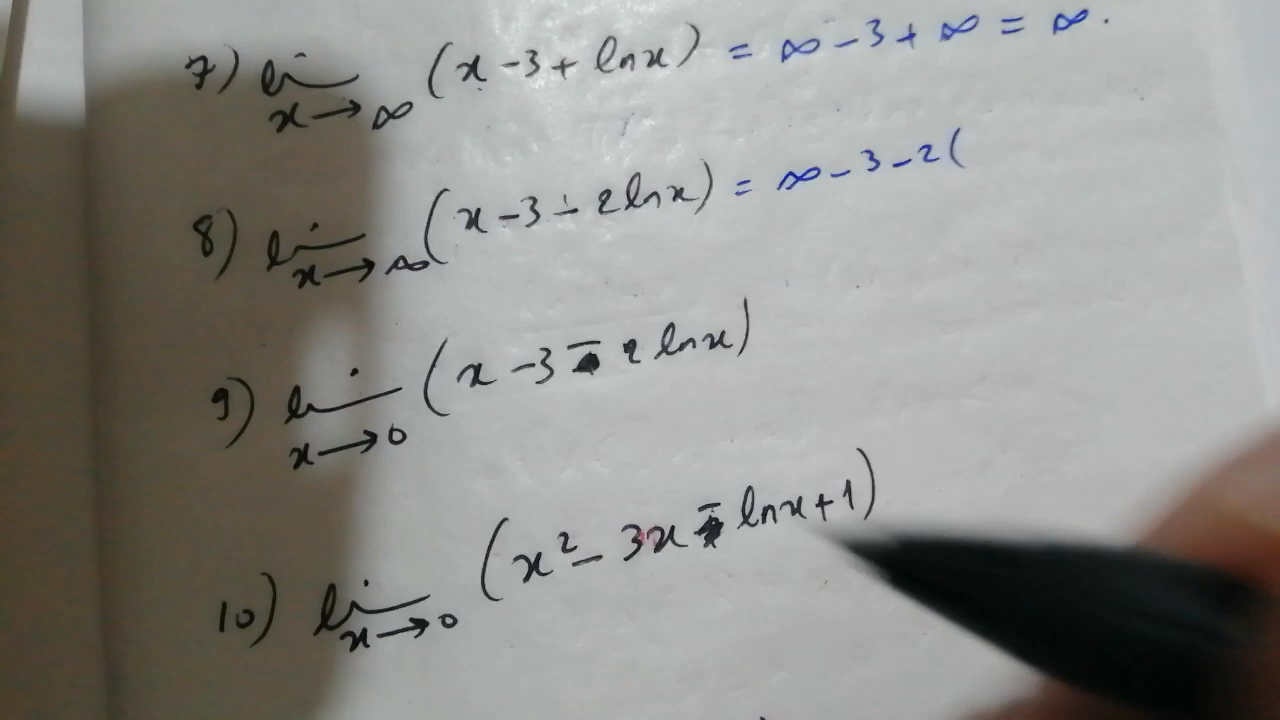 7) lim x→∞ (x - 3 + ln x) = ∞ - 3 + ∞ = ∞.
8) lim x→∞ (x - 3 - 2 ln x) = ∞ - 3 - 2(
9) lim x→0 (x - 3 - 2 ln x)
10) lim x→0 (x² - 3x - ln x + 1)